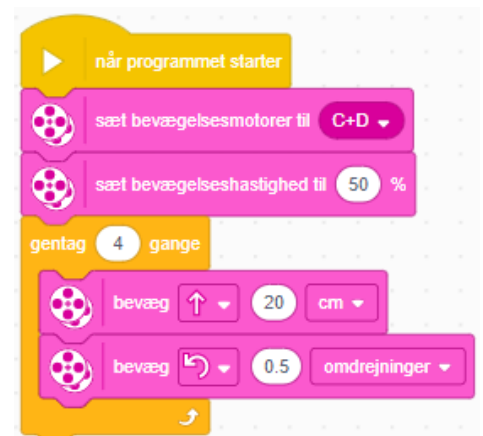 når programmet starter
sæt bevægelsesmotorer til C+D
sæt bevægelseshastighed til 50 %
gentag 4 gange
bevæg 20 cm
bevæg 0.5 omdrejninger